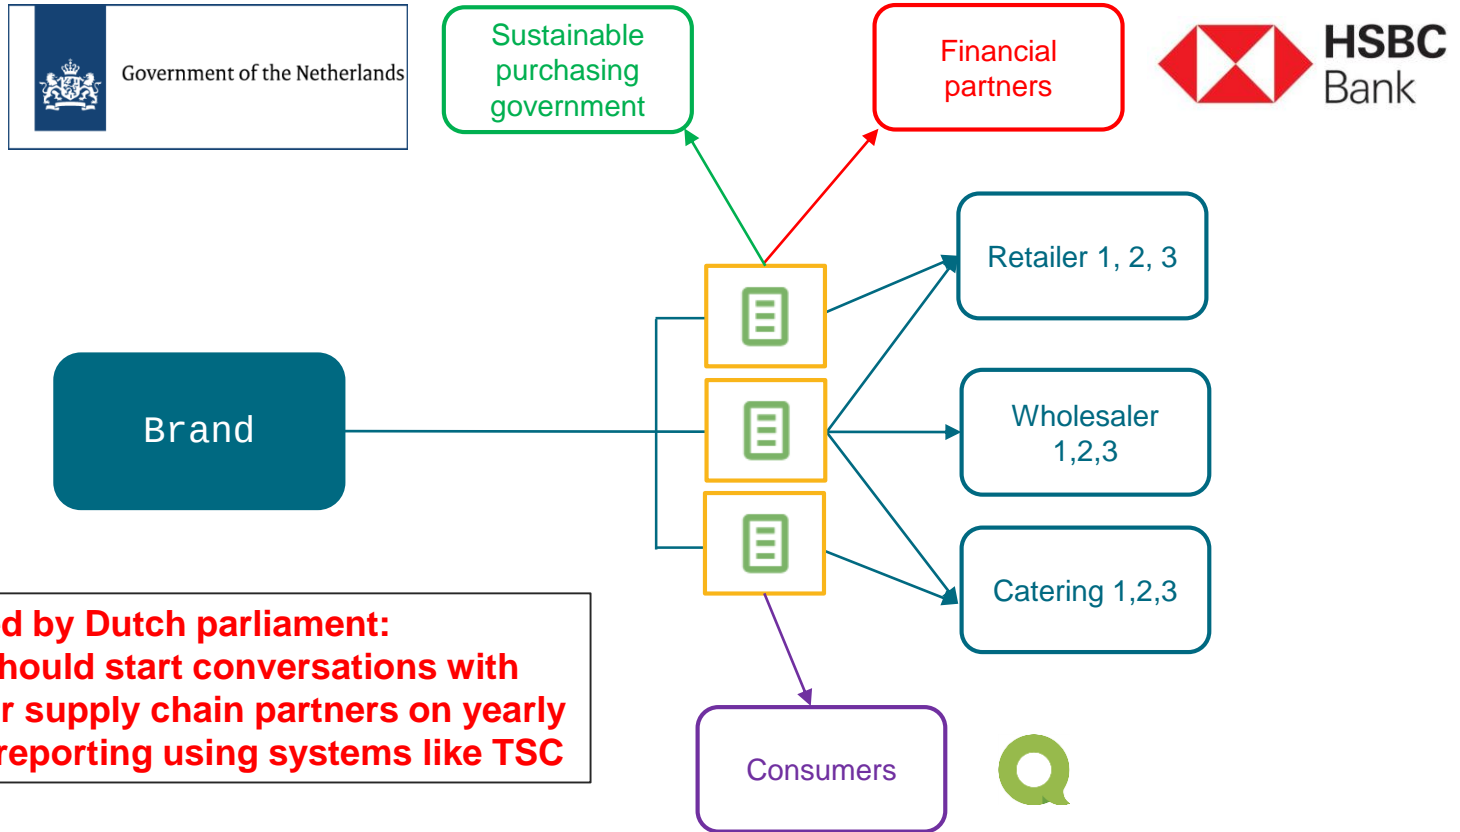 Government of the Netherlands
Sustainable
purchasing
government
Financial
partners
HSBC
Bank
Retailer 1, 2, 3
Brand
Wholesaler
1,2,3
Catering 1,2,3
d by Dutch parliament:
hould start conversations with
r supply chain partners on yearly
reporting using systems like TSC
Consumers